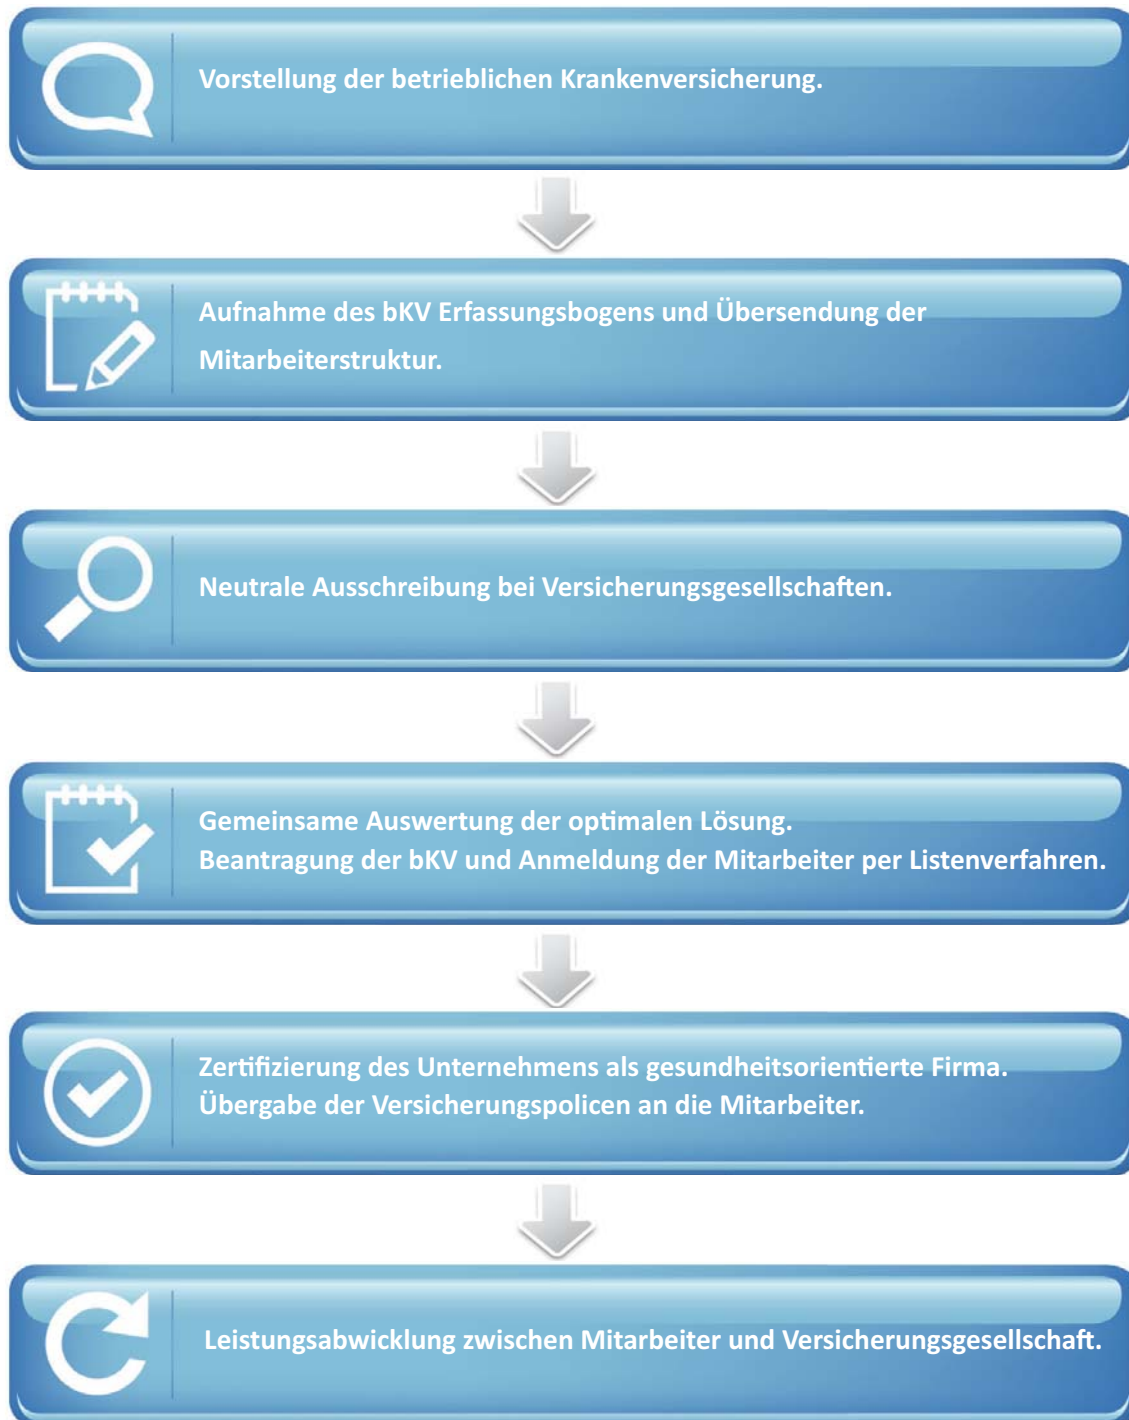 Vorstellung der betrieblichen Krankenversicherung.
Aufnahme des bKV Erfassungsbogens und Übersendung der
Mitarbeiterstruktur.
Neutrale Ausschreibung bei Versicherungsgesellschaften.
Gemeinsame Auswertung der optimalen Lösung.
Beantragung der bKV und Anmeldung der Mitarbeiter per Listenverfahren.
Zertifizierung des Unternehmens als gesundheitsorientierte Firma.
Übergabe der Versicherungspolicen an die Mitarbeiter.
Leistungsabwicklung zwischen Mitarbeiter und Versicherungsgesellschaft.